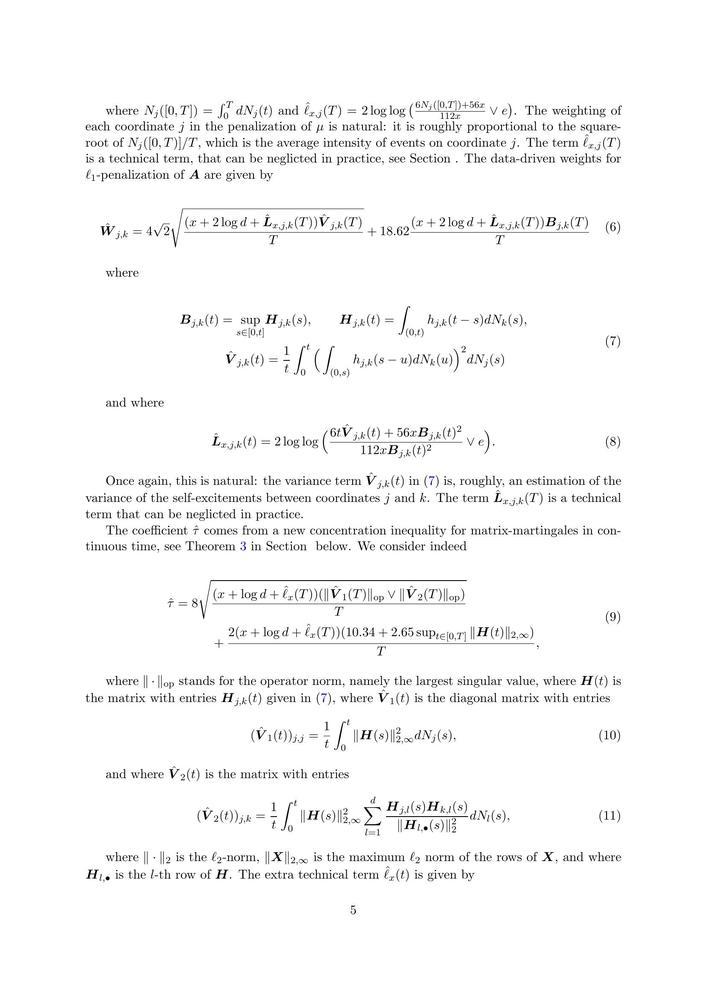 where $N_j([0,T]) = \int_0^T dN_j(t)$ and $\hat{\ell}_{x,j}(T) = 2\log\log\left(\frac{6N_j([0,T])+56x}{112x} \vee e\right)$. The weighting of
each coordinate $j$ in the penalization of $\mu$ is natural: it is roughly proportional to the square-
root of $N_j([0,T)]/T$, which is the average intensity of events on coordinate $j$. The term $\hat{\ell}_{x,j}(T)$
is a technical term, that can be neglicted in practice, see Section . The data-driven weights for
$\ell_1$-penalization of $\boldsymbol{A}$ are given by
$\hat{\boldsymbol{W}}_{j,k} = 4\sqrt{2}\sqrt{\frac{(x+2\log d+\hat{\boldsymbol{L}}_{x,j,k}(T))\hat{\boldsymbol{V}}_{j,k}(T)}{T}} + 18.62\frac{(x+2\log d+\hat{\boldsymbol{L}}_{x,j,k}(T))\boldsymbol{B}_{j,k}(T)}{T}$ (6)
where
$\boldsymbol{B}_{j,k}(t) = \sup_{s\in[0,t]} \boldsymbol{H}_{j,k}(s), \quad \boldsymbol{H}_{j,k}(t) = \int_{(0,t)} h_{j,k}(t-s)dN_k(s),$
$\hat{\boldsymbol{V}}_{j,k}(t) = \frac{1}{t}\int_0^t \left(\int_{(0,s)} h_{j,k}(s-u)dN_k(u)\right)^2 dN_j(s)$ (7)
and where
$\hat{\boldsymbol{L}}_{x,j,k}(t) = 2\log\log\left(\frac{6t\hat{\boldsymbol{V}}_{j,k}(t)+56x\boldsymbol{B}_{j,k}(t)^2}{112x\boldsymbol{B}_{j,k}(t)^2} \vee e\right).$ (8)
Once again, this is natural: the variance term $\hat{\boldsymbol{V}}_{j,k}(t)$ in (7) is, roughly, an estimation of the
variance of the self-excitements between coordinates $j$ and $k$. The term $\hat{\boldsymbol{L}}_{x,j,k}(T)$ is a technical
term that can be neglicted in practice.
The coefficient $\hat{\tau}$ comes from a new concentration inequality for matrix-martingales in con-
tinuous time, see Theorem 3 in Section below. We consider indeed
$\hat{\tau} = 8\sqrt{\frac{(x+\log d+\hat{\ell}_x(T))(\|\hat{\boldsymbol{V}}_1(T)\|_{\mathrm{op}} \vee \|\hat{\boldsymbol{V}}_2(T)\|_{\mathrm{op}})}{T}}$
$+ \frac{2(x+\log d+\hat{\ell}_x(T))(10.34+2.65\sup_{t\in[0,T]}\|\boldsymbol{H}(t)\|_{2,\infty})}{T},$ (9)
where $\|\cdot\|_{\mathrm{op}}$ stands for the operator norm, namely the largest singular value, where $\boldsymbol{H}(t)$ is
the matrix with entries $\boldsymbol{H}_{j,k}(t)$ given in (7), where $\hat{\boldsymbol{V}}_1(t)$ is the diagonal matrix with entries
$(\hat{\boldsymbol{V}}_1(t))_{j,j} = \frac{1}{t}\int_0^t \|\boldsymbol{H}(s)\|_{2,\infty}^2 dN_j(s),$ (10)
and where $\hat{\boldsymbol{V}}_2(t)$ is the matrix with entries
$(\hat{\boldsymbol{V}}_2(t))_{j,k} = \frac{1}{t}\int_0^t \|\boldsymbol{H}(s)\|_{2,\infty}^2 \sum_{l=1}^d \frac{\boldsymbol{H}_{j,l}(s)\boldsymbol{H}_{k,l}(s)}{\|\boldsymbol{H}_{l,\bullet}(s)\|_2^2} dN_l(s),$ (11)
where $\|\cdot\|_2$ is the $\ell_2$-norm, $\|\boldsymbol{X}\|_{2,\infty}$ is the maximum $\ell_2$ norm of the rows of $\boldsymbol{X}$, and where
$\boldsymbol{H}_{l,\bullet}$ is the $l$-th row of $\boldsymbol{H}$. The extra technical term $\hat{\ell}_x(t)$ is given by
5